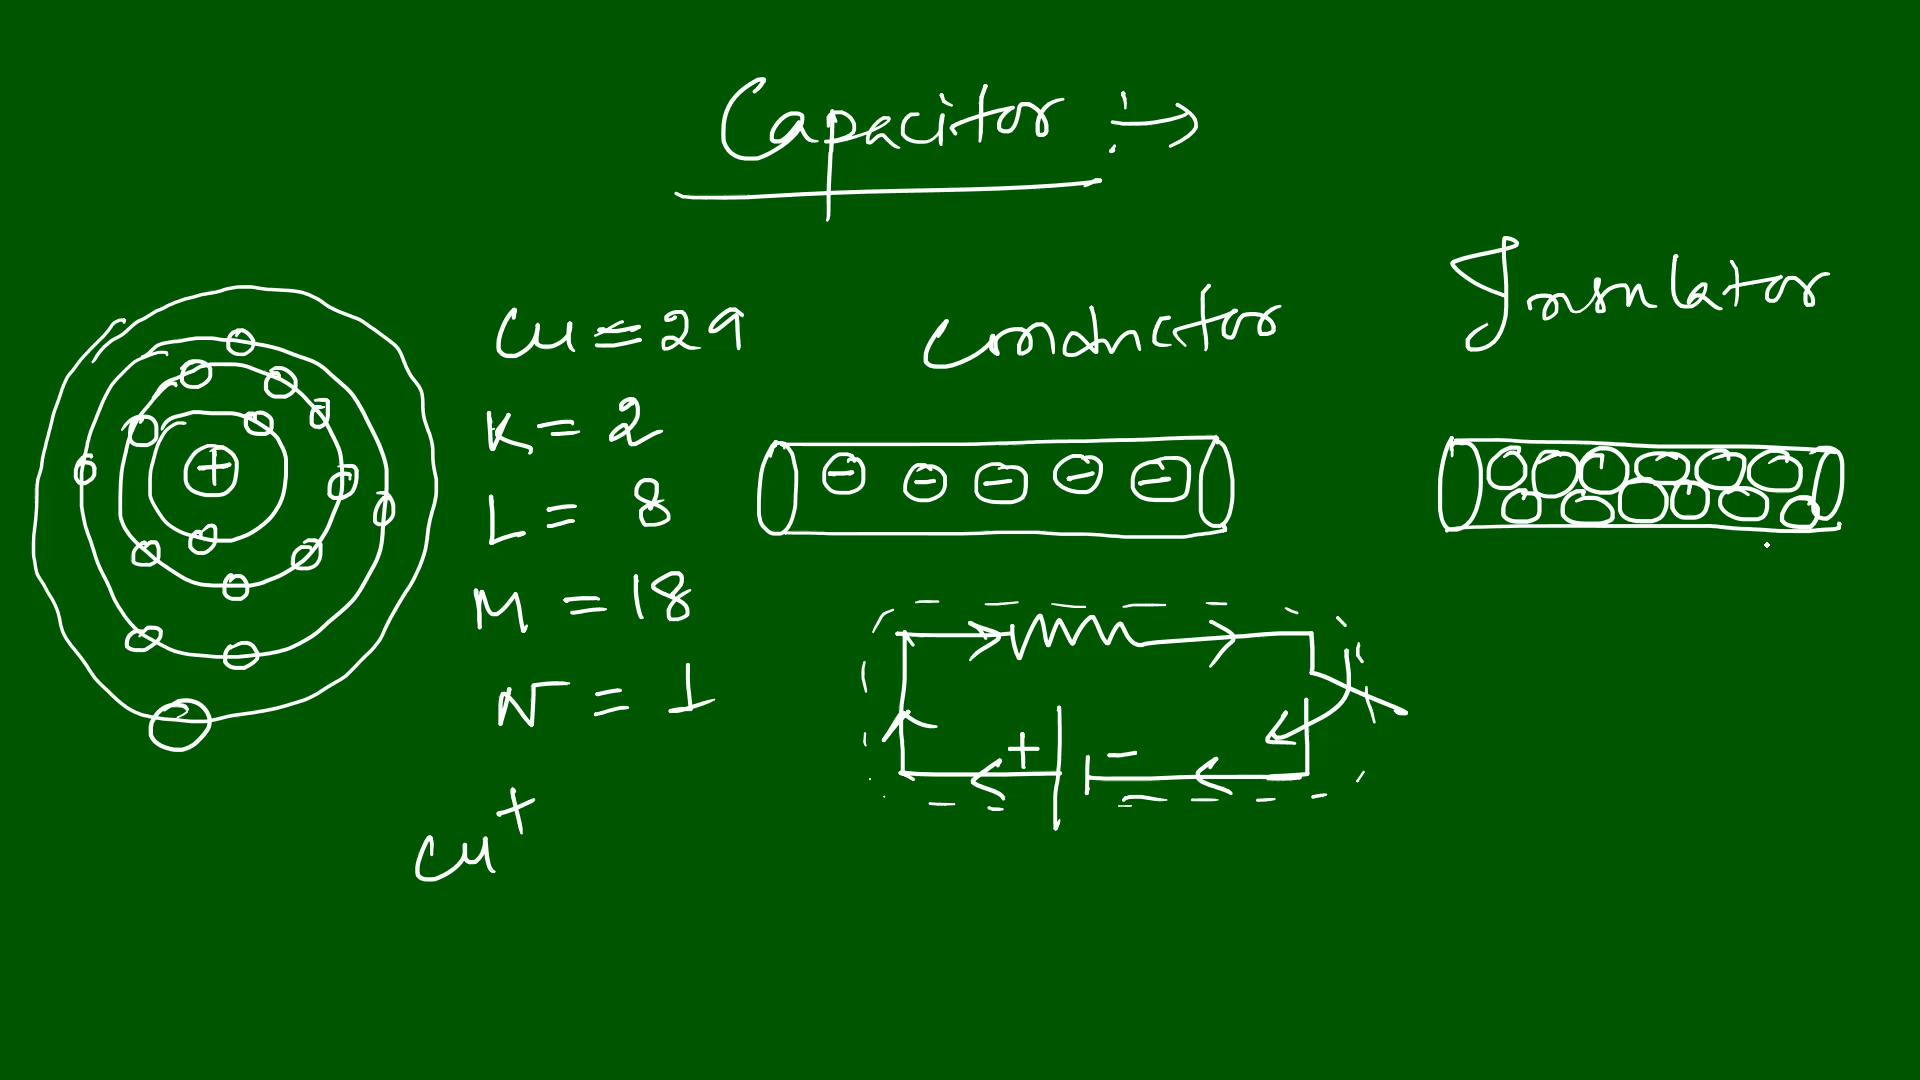 Capacitor :→
Cu = 29
K = 2
L = 8
M = 18
N = 1
Cu+
Conductor
- - - - -
+ -
Insulator
+